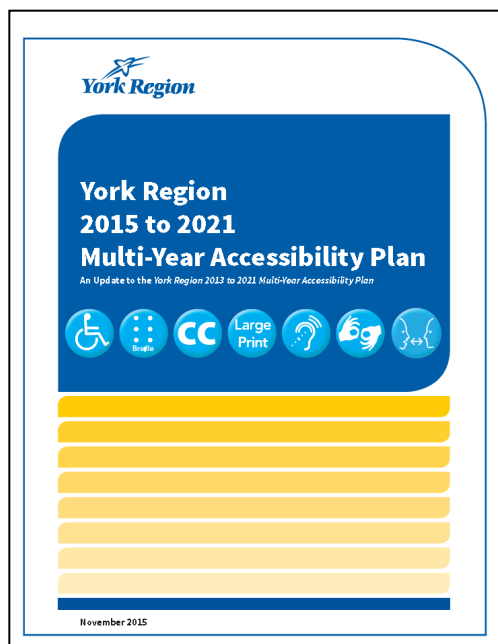 York Region
York Region
2015 to 2021
Multi-Year Accessibility Plan
An Update to the York Region 2013 to 2021 Multi-Year Accessibility Plan
Braille
CC
Large
Print
November 2015